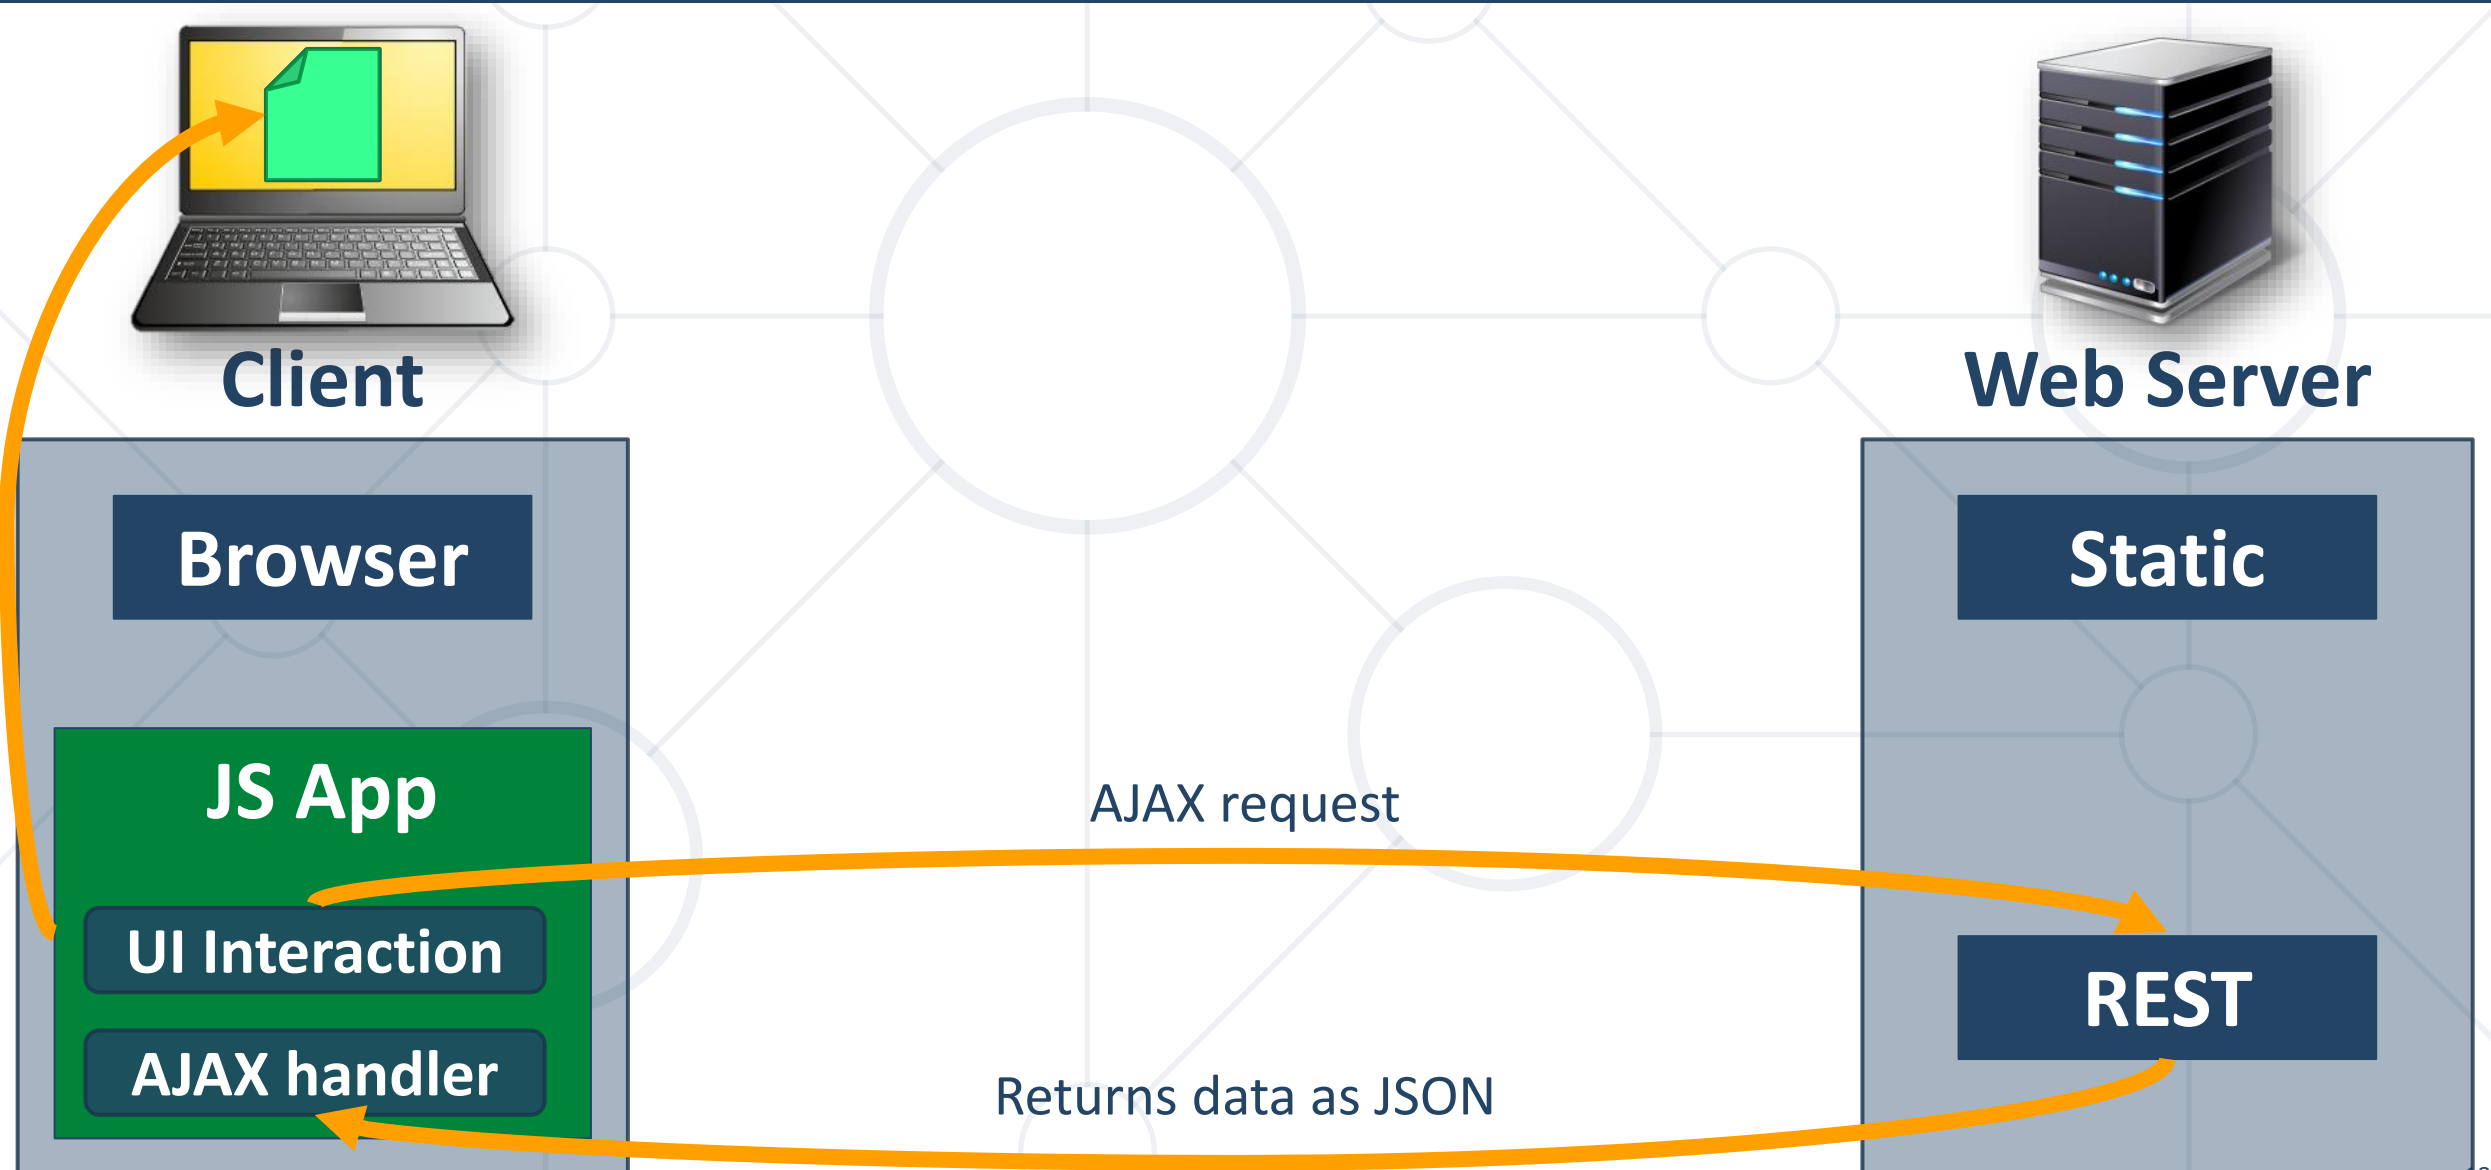 Client
Web Server
Browser
Static
JS App
AJAX request
UI Interaction
REST
AJAX handler
Returns data as JSON